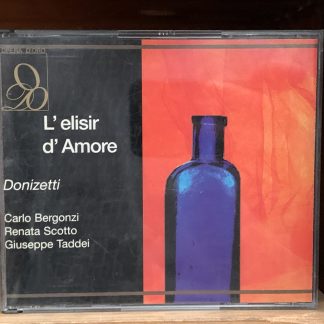 OPERA D'ORO
L' elisir
d' Amore
Donizetti
Carlo Bergonzi
Renata Scotto
Giuseppe Taddei